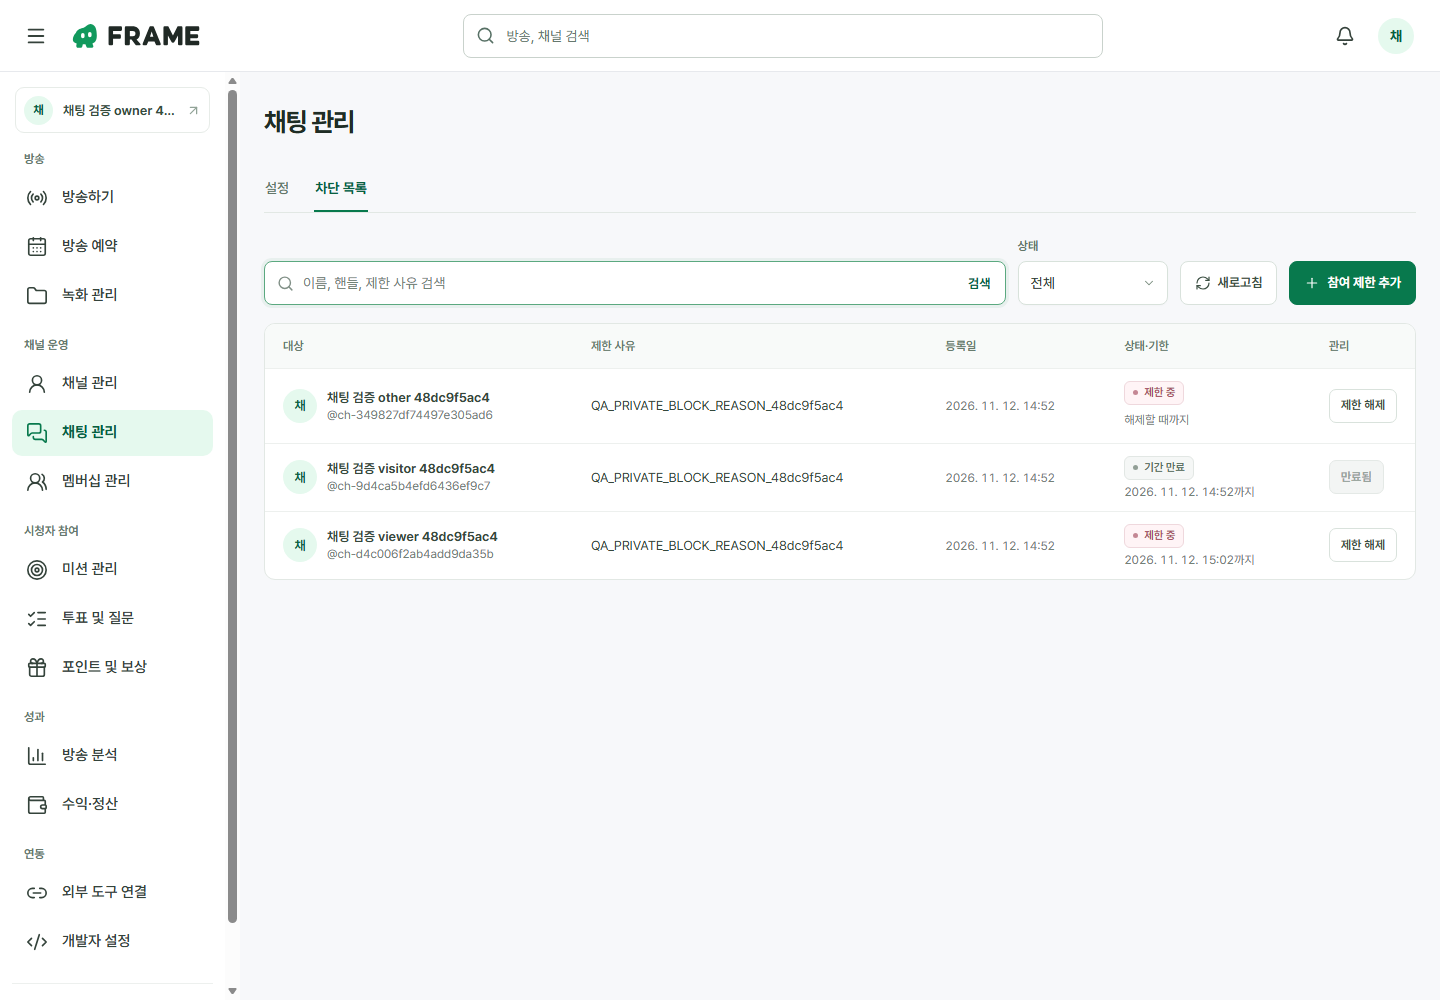 FRAME
방송, 채널 검색
채
채
채팅 검증 owner 4...
방송
방송하기
방송 예약
녹화 관리
채널 운영
채널 관리
채팅 관리
멤버십 관리
시청자 참여
미션 관리
투표 및 질문
포인트 및 보상
성과
방송 분석
수익·정산
연동
외부 도구 연결
개발자 설정
채팅 관리
설정
차단 목록
상태
이름, 핸들, 제한 사유 검색
검색
전체
새로고침
참여 제한 추가
대상
제한 사유
등록일
상태·기한
관리
채
채팅 검증 other 48dc9f5ac4
@ch-349827df74497e305ad6
QA_PRIVATE_BLOCK_REASON_48dc9f5ac4
2026. 11. 12. 14:52
제한 중
해제할 때까지
제한 해제
채
채팅 검증 visitor 48dc9f5ac4
@ch-9d4ca5b4efd6436ef9c7
QA_PRIVATE_BLOCK_REASON_48dc9f5ac4
2026. 11. 12. 14:52
기간 만료
2026. 11. 12. 14:52까지
만료됨
채
채팅 검증 viewer 48dc9f5ac4
@ch-d4c006f2ab4add9da35b
QA_PRIVATE_BLOCK_REASON_48dc9f5ac4
2026. 11. 12. 14:52
제한 중
2026. 11. 12. 15:02까지
제한 해제